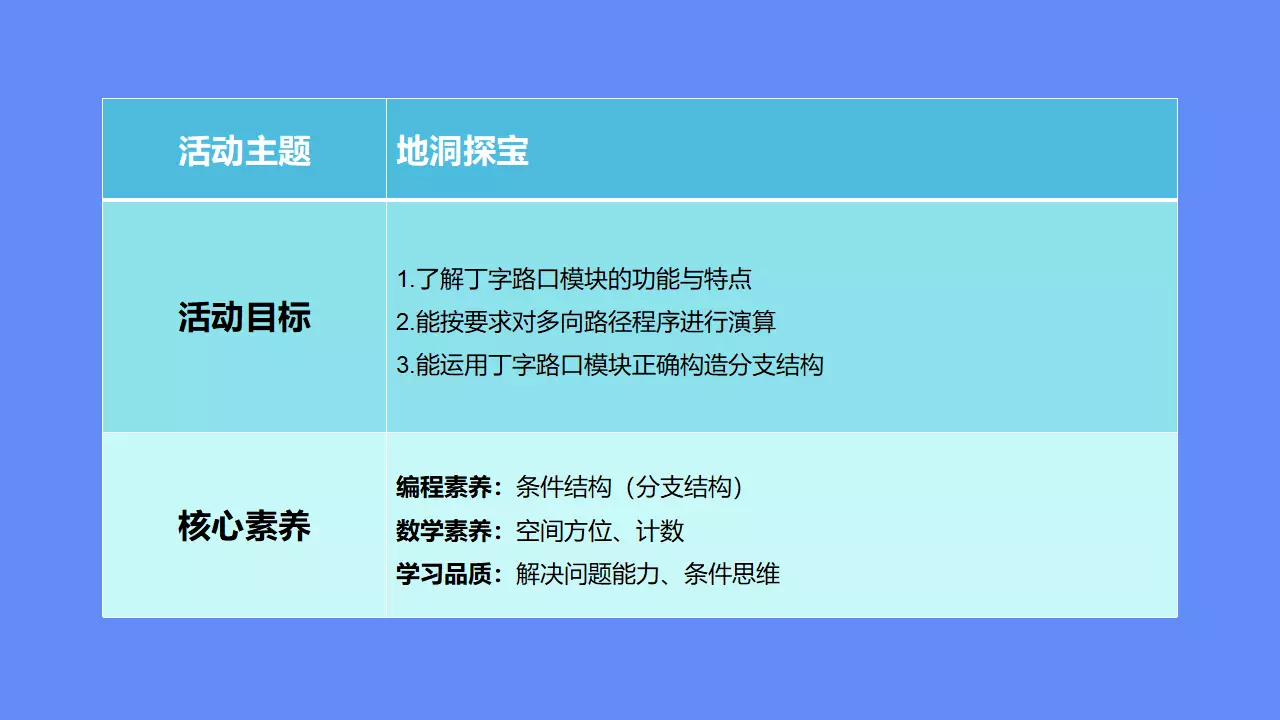 活动主题
地洞探宝
活动目标
1.了解丁字路口模块的功能与特点
2.能按要求对多向路径程序进行演算
3.能运用丁字路口模块正确构造分支结构
核心素养
编程素养：条件结构（分支结构）
数学素养：空间方位、计数
学习品质：解决问题能力、条件思维